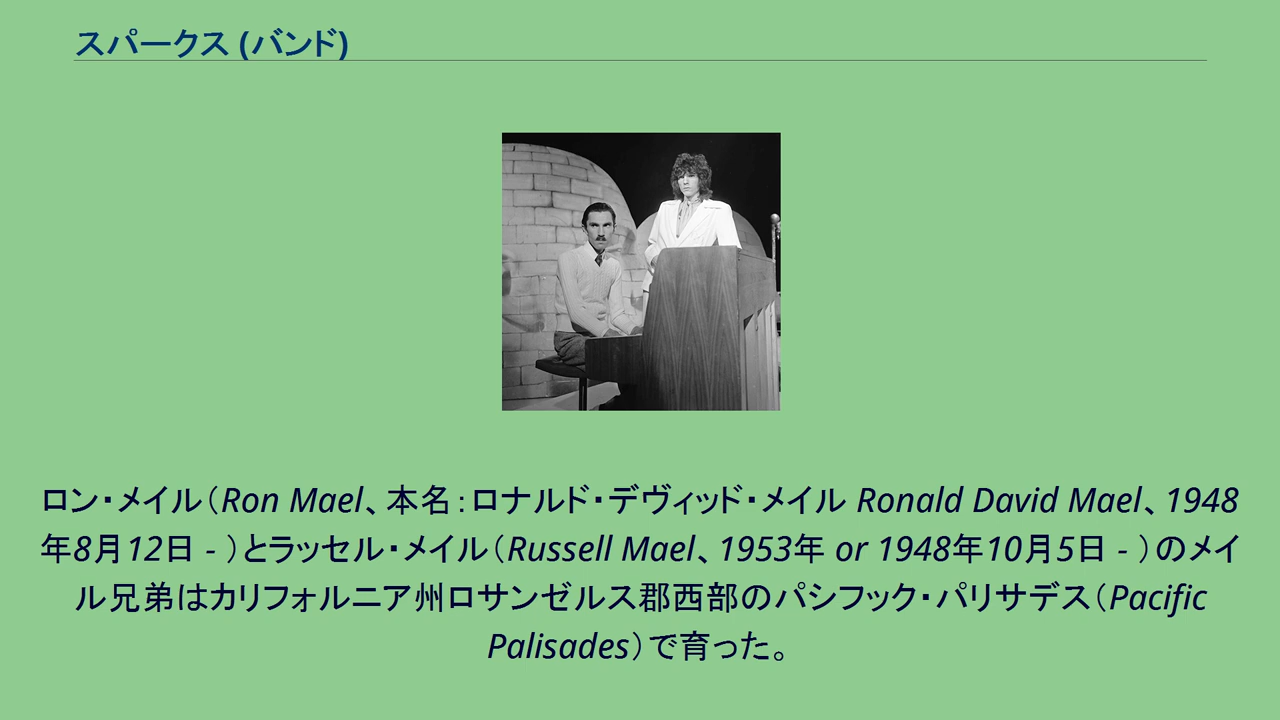 スパークス (バンド)
ロン・メイル（Ron Mael、本名：ロナルド・デヴィッド・メイル Ronald David Mael、1948
年8月12日 - ）とラッセル・メイル（Russell Mael、1953年 or 1948年10月5日 - ）のメイ
ル兄弟はカリフォルニア州ロサンゼルス郡西部のパシフック・パリサデス（Pacific
Palisades）で育った。